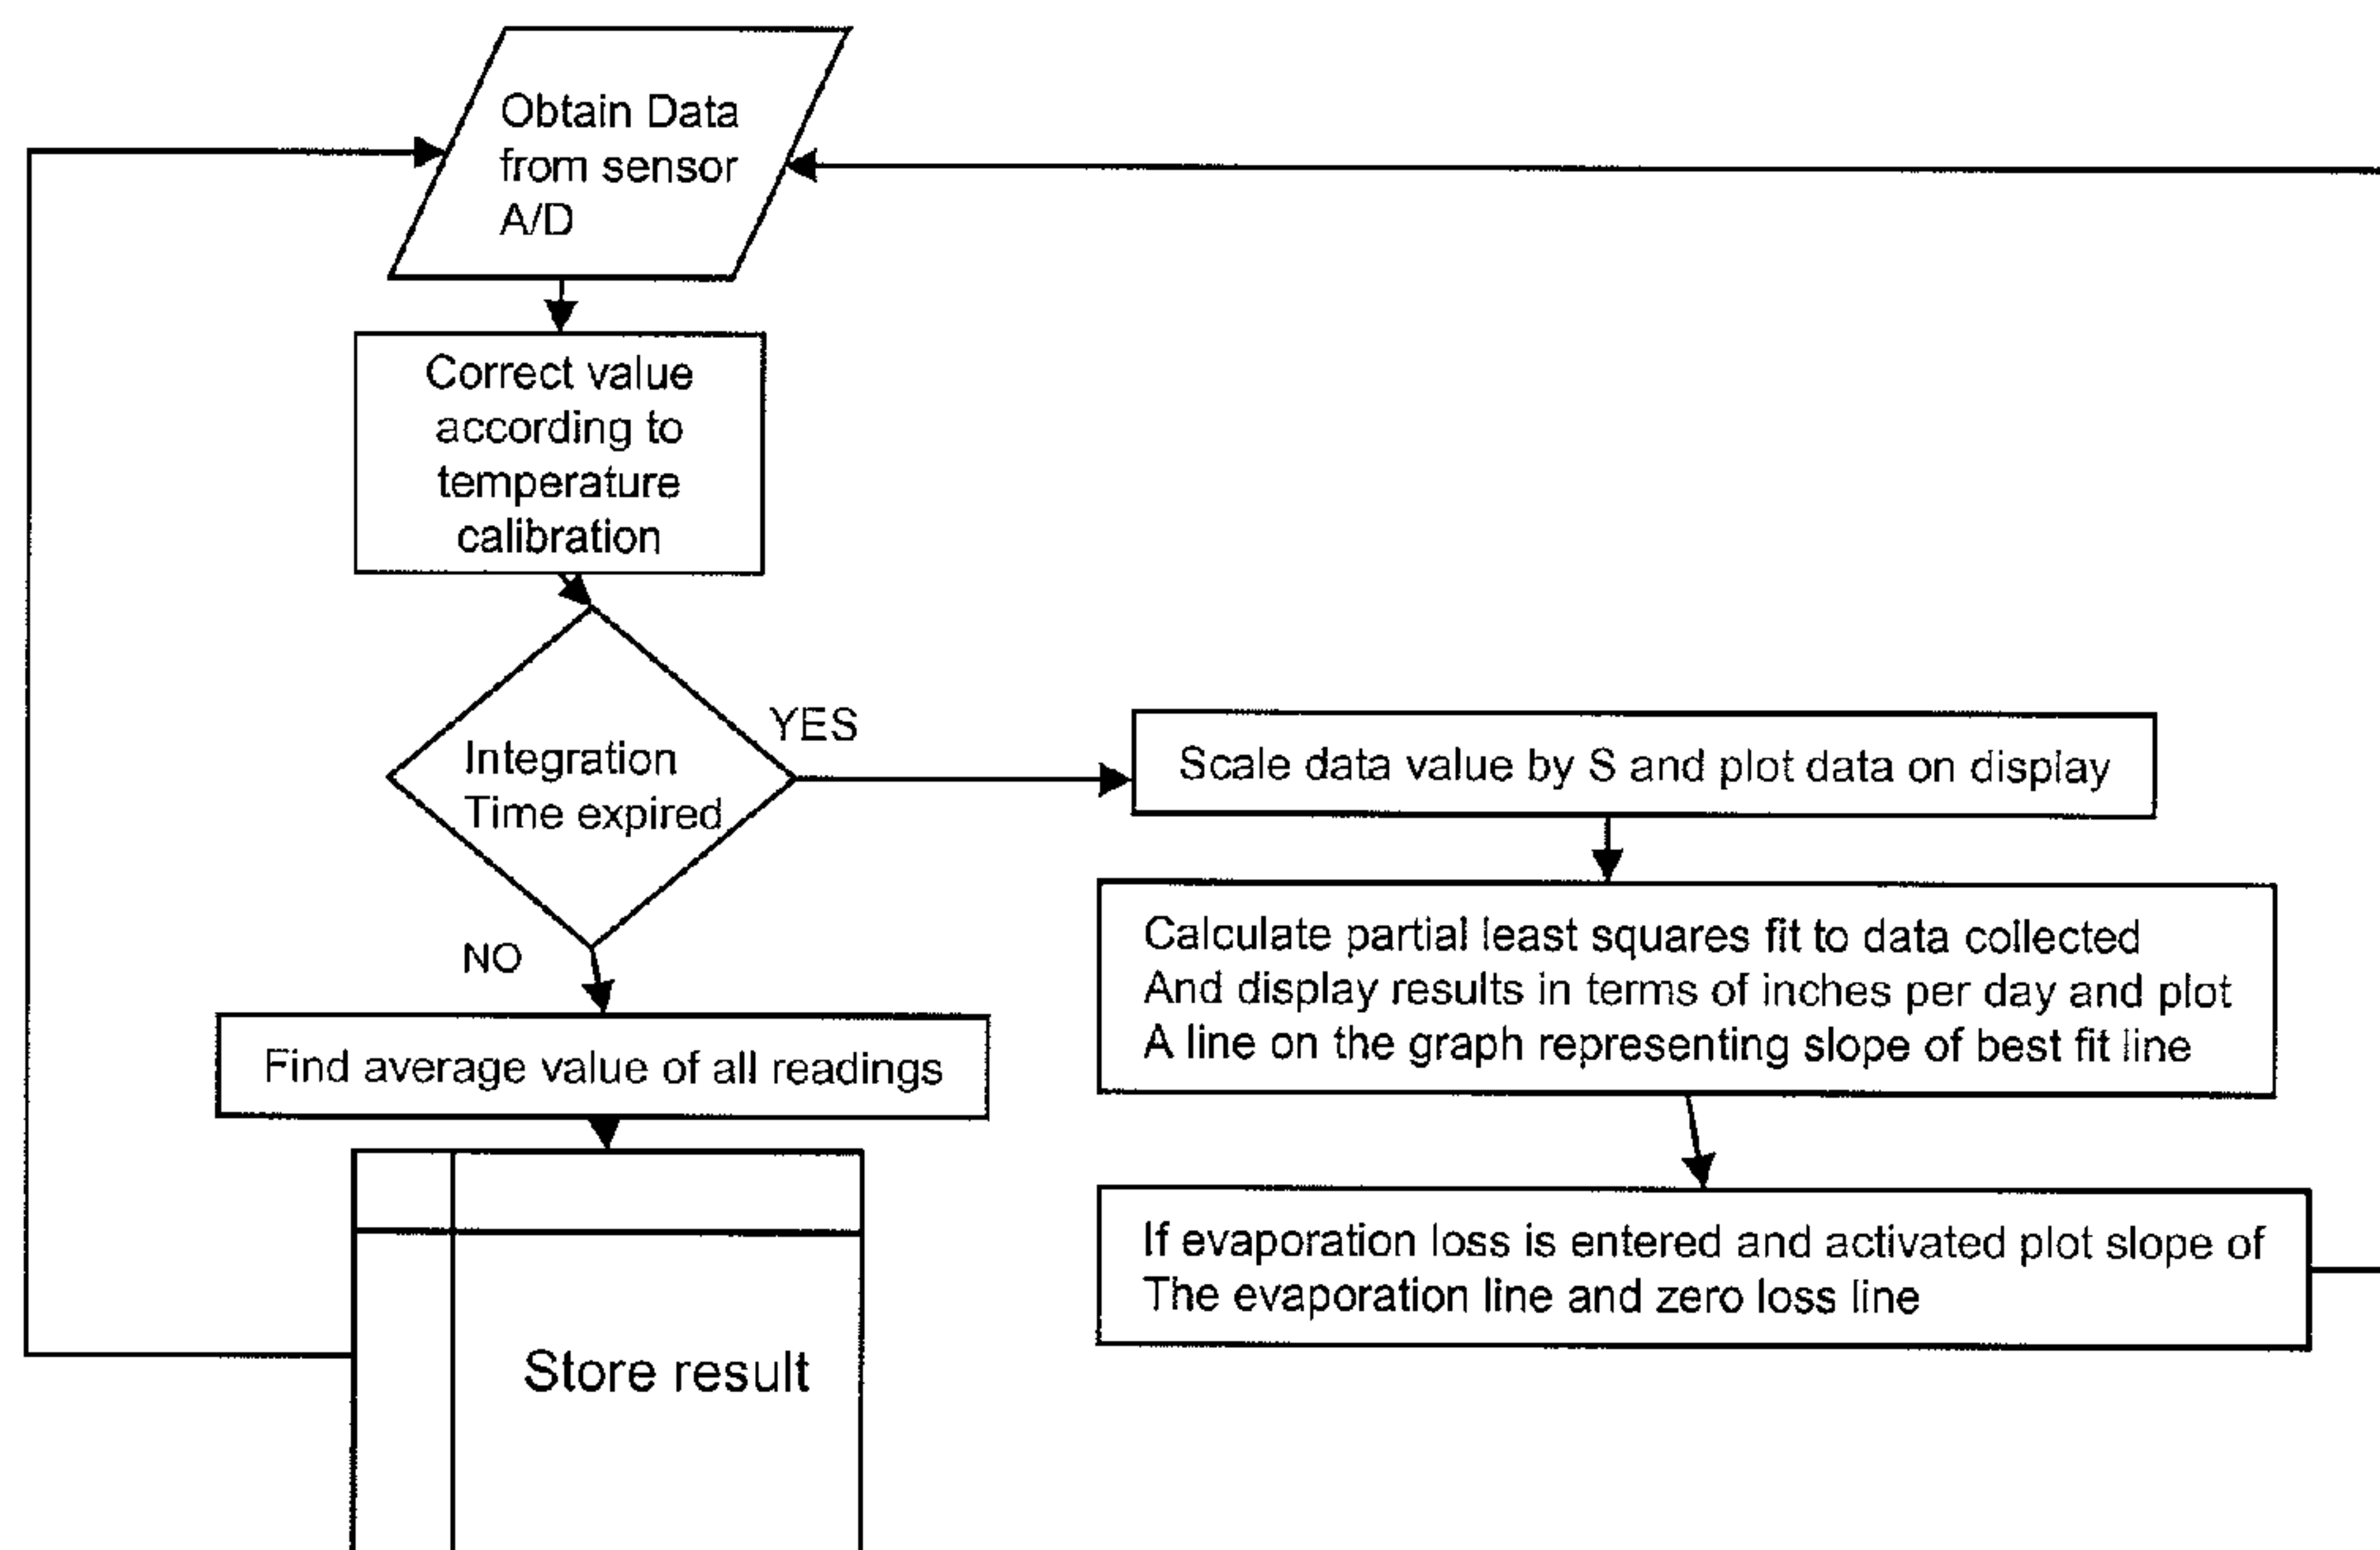 Obtain Data
from sensor
A/D
Correct value
according to
temperature
calibration
Integration
Time expired
YES
NO
Find average value of all readings
Store result
Scale data value by S and plot data on display
Calculate partial least squares fit to data collected
And display results in terms of inches per day and plot
A line on the graph representing slope of best fit line
If evaporation loss is entered and activated plot slope of
The evaporation line and zero loss line